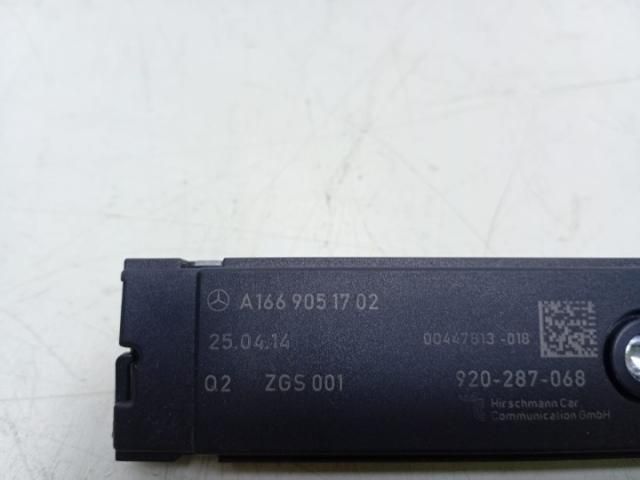 A166 905 17 02
25.04.14
00447813-018
Q2 ZGS 001
920-287-068
Hirschmann Car
Communication GmbH